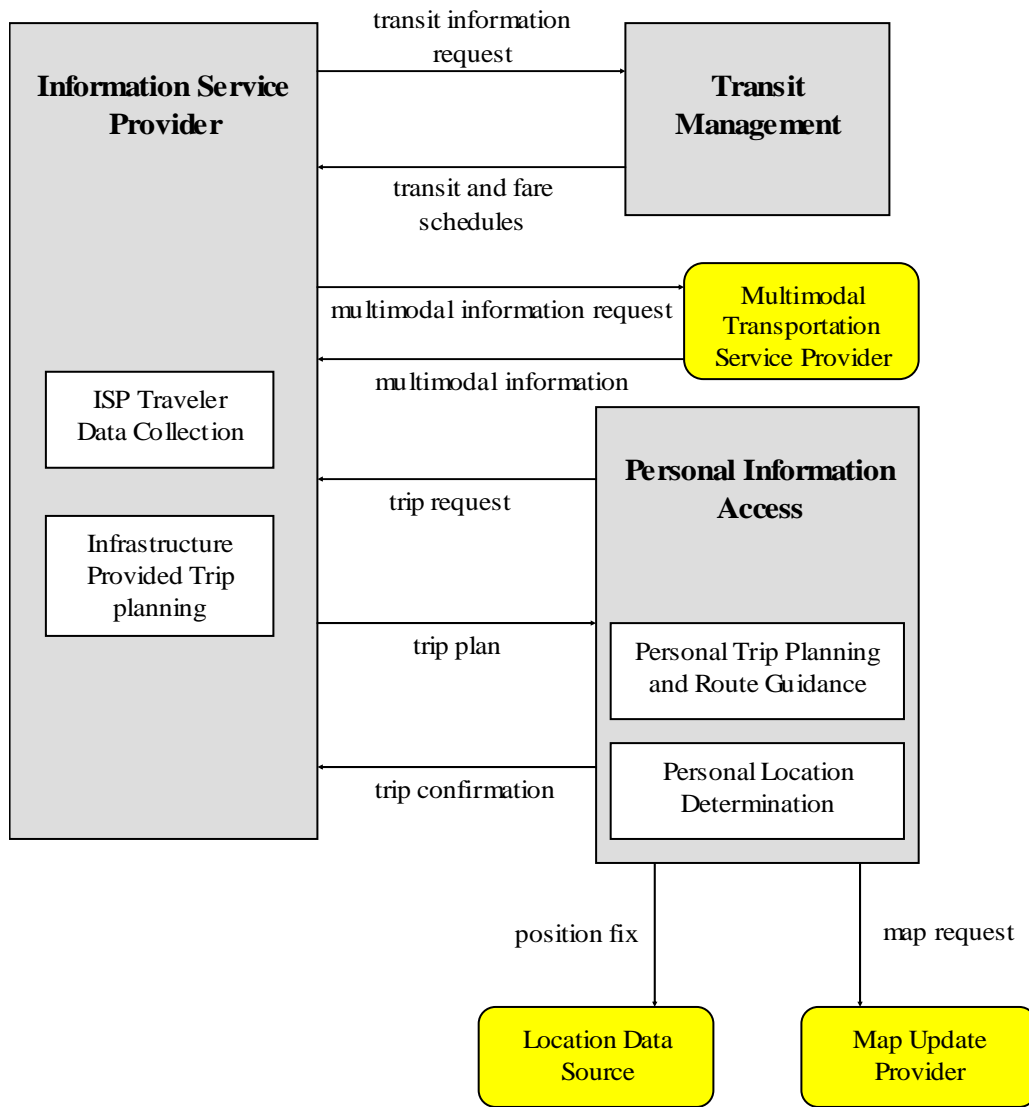 Information Service
Provider
transit information
request
Transit
Management
transit and fare
schedules
multimodal information request
Multimodal
Transportation
Service Provider
multimodal information
ISP Traveler
Data Collection
Personal Information
Access
trip request
Infrastructure
Provided Trip
planning
trip plan
Personal Trip Planning
and Route Guidance
trip confirmation
Personal Location
Determination
position fix
map request
Location Data
Source
Map Update
Provider